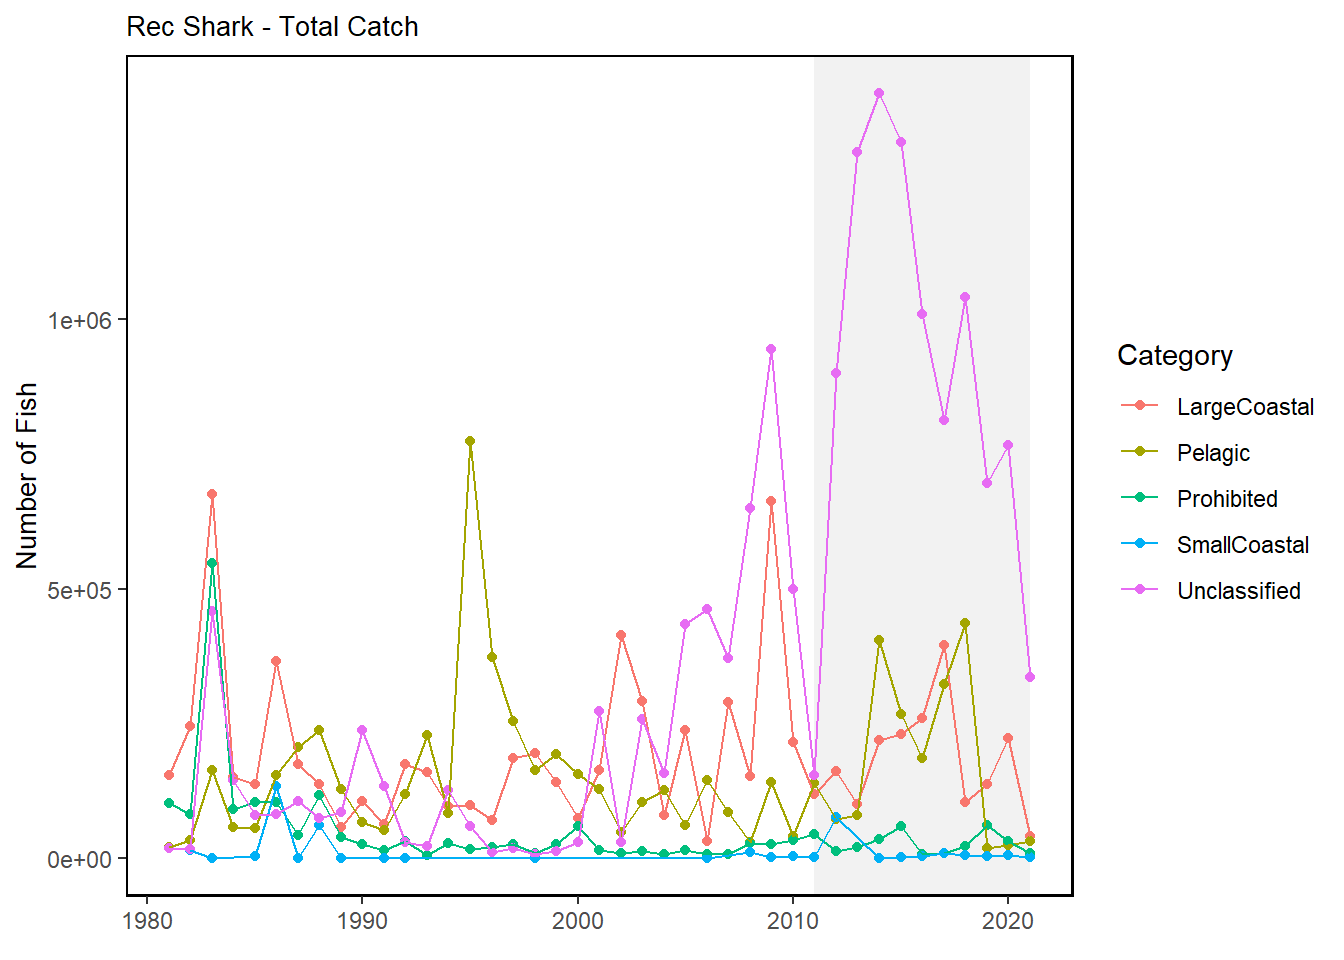 Rec Shark - Total Catch
Number of Fish
1e+06
5e+05
0e+00
1980
1990
2000
2010
2020
Category
LargeCoastal
Pelagic
Prohibited
SmallCoastal
Unclassified